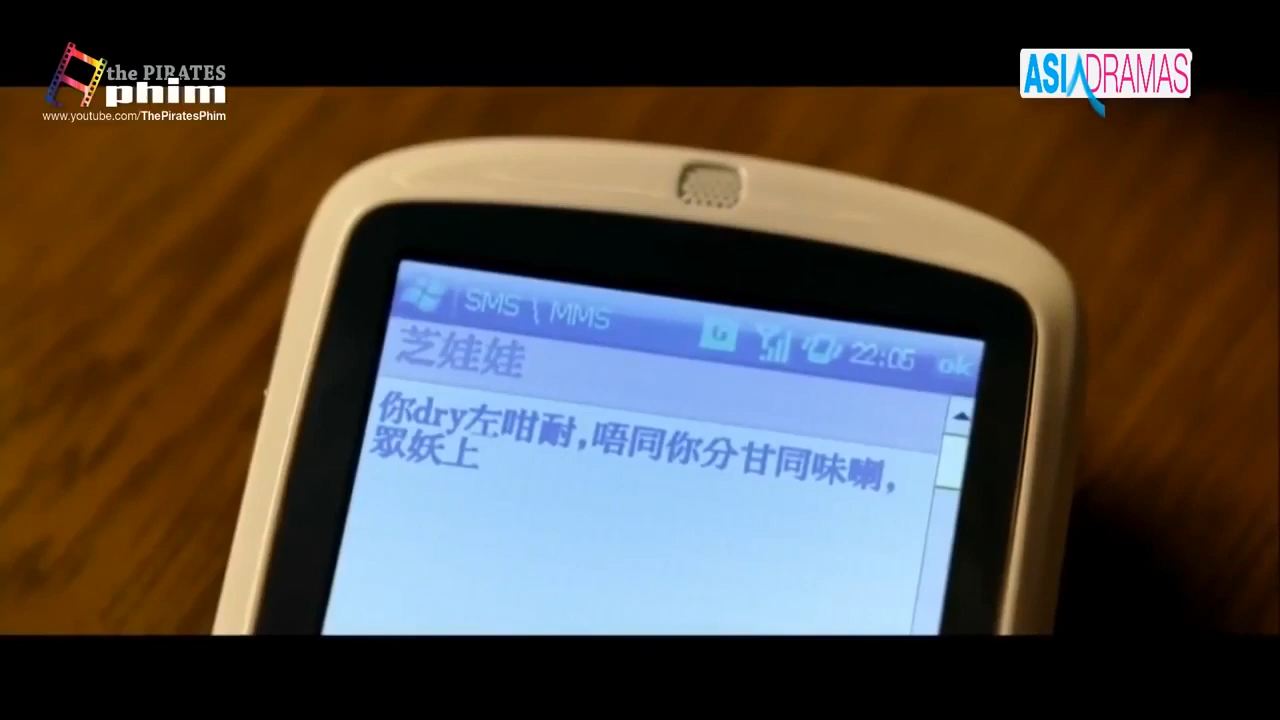 the PIRATES
phim
www.youtube.com/ThePiratesPhim
ASIADRAMAS
SMS \ MMS
22:05 ok
芝娃娃
你dry左咁耐,唔同你分甘同味喇,
眾妖上